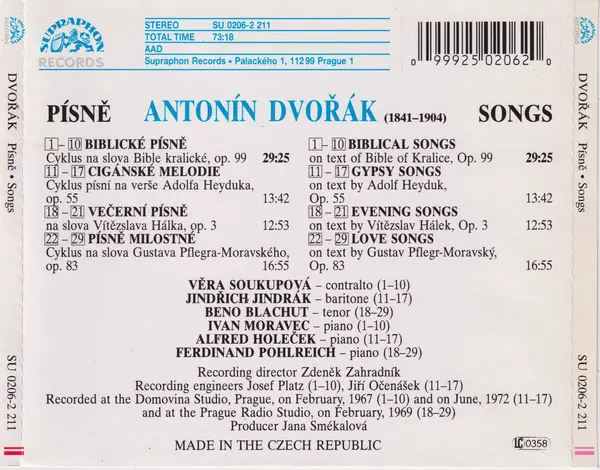 SUPRAPHON
RECORDS
STEREO SU 0206-2 211
TOTAL TIME 73:18
AAD
Supraphon Records • Palackého 1, 112 99 Prague 1
0 99925 02062 0
PÍSNĚ ANTONÍN DVOŘÁK (1841–1904) SONGS
1–10 BIBLICKÉ PÍSNĚ
Cyklus na slova Bible kralické, op. 99 29:25
11–17 CIGÁNSKÉ MELODIE
Cyklus písní na verše Adolfa Heyduka,
op. 55 13:42
18–21 VEČERNÍ PÍSNĚ
na slova Vítězslava Hálka, op. 3 12:53
22–29 PÍSNĚ MILOSTNÉ
Cyklus na slova Gustava Pflegra-Moravského,
op. 83 16:55
1–10 BIBLICAL SONGS
on text of Bible of Kralice, Op. 99 29:25
11–17 GYPSY SONGS
on text by Adolf Heyduk,
Op. 55 13:42
18–21 EVENING SONGS
on text by Vítězslav Hálek, Op. 3 12:53
22–29 LOVE SONGS
on text by Gustav Pflegr-Moravský,
Op. 83 16:55
VĚRA SOUKUPOVÁ – contralto (1–10)
JINDŘICH JINDRÁK – baritone (11–17)
BENO BLACHUT – tenor (18–29)
IVAN MORAVEC – piano (1–10)
ALFRED HOLEČEK – piano (11–17)
FERDINAND POHLREICH – piano (18–29)
Recording director Zdeněk Zahradník
Recording engineers Josef Platz (1–10), Jiří Očenášek (11–17)
Recorded at the Domovina Studio, Prague, on February, 1967 (1–10) and on June, 1972 (11–17)
and at the Prague Radio Studio, on February, 1969 (18–29)
Producer Jana Smékalová
MADE IN THE CZECH REPUBLIC
LC 0358
DVOŘÁK Písně • Songs
SU 0206-2 211
DVOŘÁK Písně • Songs
SU 0206-2 211